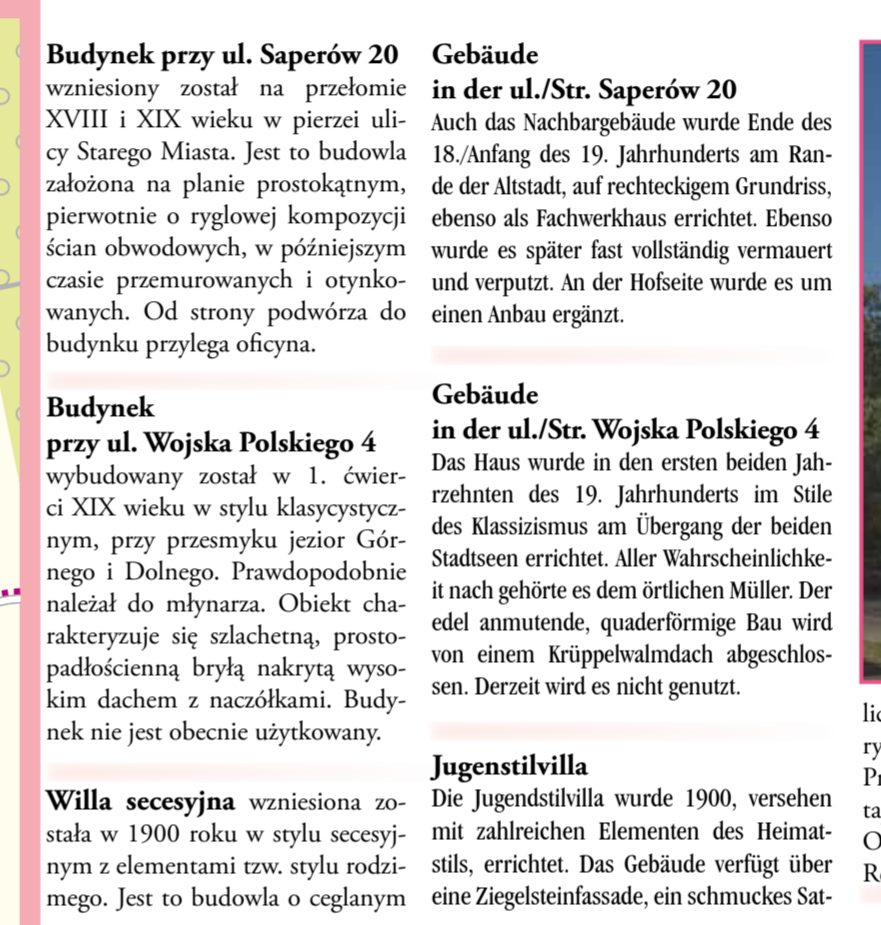 Budynek przy ul. Saperów 20
wzniesiony został na przełomie
XVIII i XIX wieku w pierzei uli-
cy Starego Miasta. Jest to budowla
założona na planie prostokątnym,
pierwotnie o ryglowej kompozycji
ścian obwodowych, w późniejszym
czasie przemurowanych i otynko-
wanych. Od strony podwórza do
budynku przylega oficyna.
Budynek
przy ul. Wojska Polskiego 4
wybudowany został w 1. ćwier-
ci XIX wieku w stylu klasycystycz-
nym, przy przesmyku jezior Gór-
nego i Dolnego. Prawdopodobnie
należał do młynarza. Obiekt cha-
rakteryzuje się szlachetną, prosto-
padłościenną bryłą nakrytą wyso-
kim dachem z naczółkami. Budy-
nek nie jest obecnie użytkowany.
Willa secesyjna wzniesiona zo-
stała w 1900 roku w stylu secesyj-
nym z elementami tzw. stylu rodzi-
mego. Jest to budowla o ceglanym
Gebäude
in der ul./Str. Saperów 20
Auch das Nachbargebäude wurde Ende des
18./Anfang des 19. Jahrhunderts am Ran-
de der Altstadt, auf rechteckigem Grundriss,
ebenso als Fachwerkhaus errichtet. Ebenso
wurde es später fast vollständig vermauert
und verputzt. An der Hofseite wurde es um
einen Anbau ergänzt.
Gebäude
in der ul./Str. Wojska Polskiego 4
Das Haus wurde in den ersten beiden Jah-
rzehnten des 19. Jahrhunderts im Stile
des Klassizismus am Übergang der beiden
Stadtseen errichtet. Aller Wahrscheinlichke-
it nach gehörte es dem örtlichen Müller. Der
edel anmutende, quaderförmige Bau wird
von einem Krüppelwalmdach abgeschlos-
sen. Derzeit wird es nicht genutzt.
Jugenstilvilla
Die Jugendstilvilla wurde 1900, versehen
mit zahlreichen Elementen des Heimat-
stils, errichtet. Das Gebäude verfügt über
eine Ziegelsteinfassade, ein schmuckes Sat-